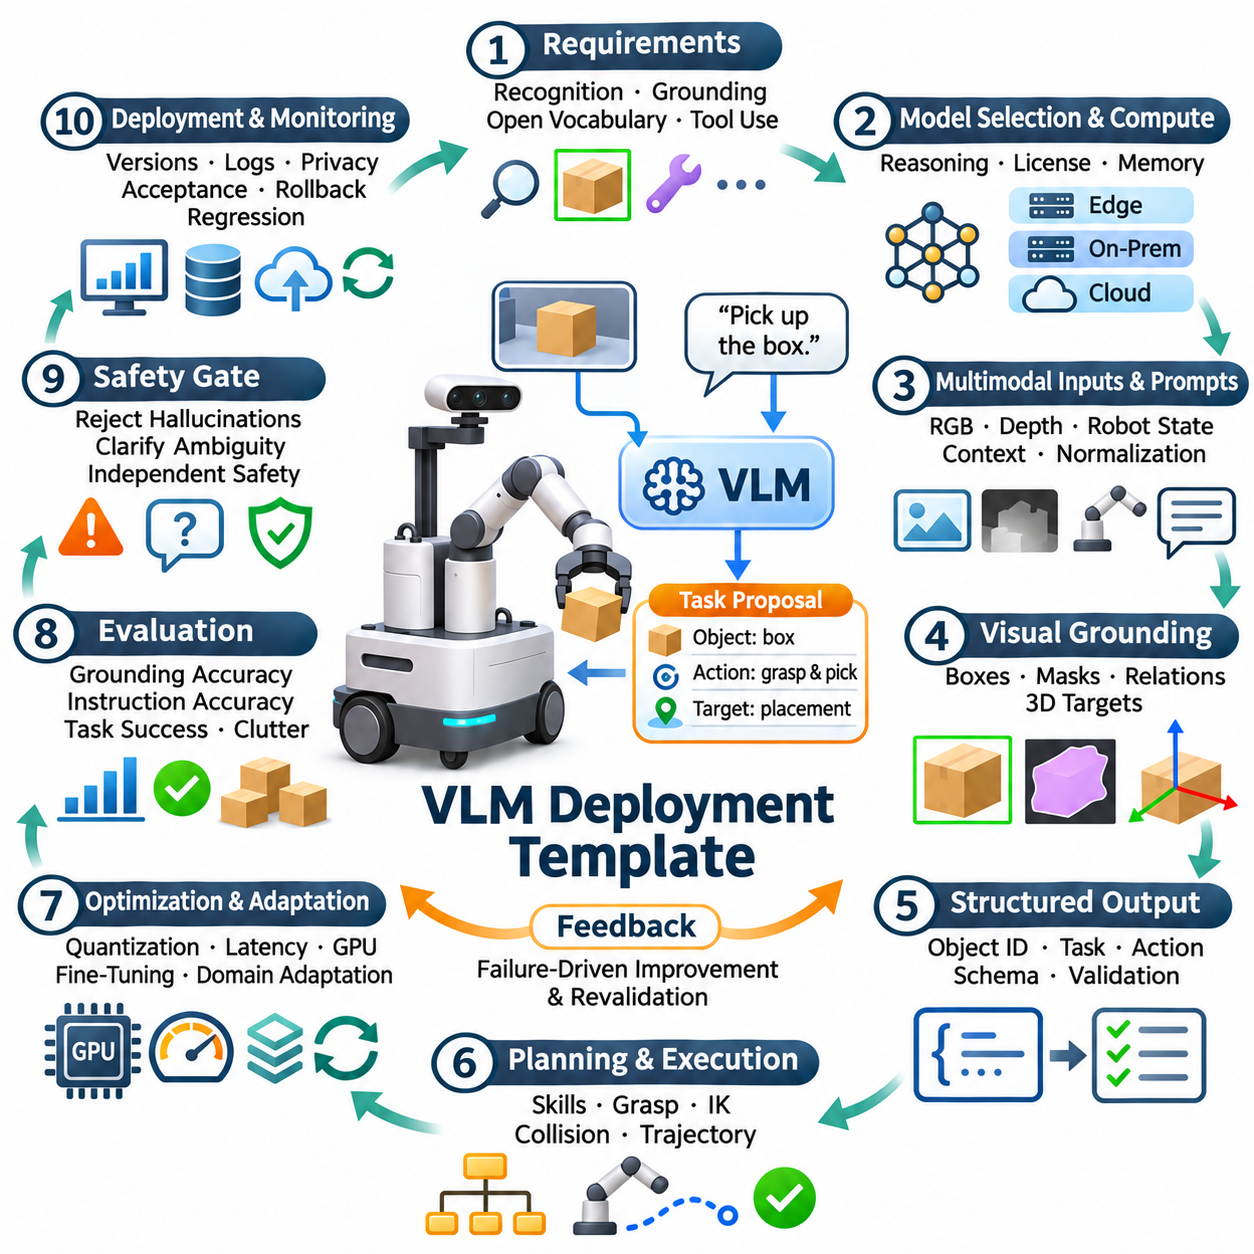 1 Requirements
Recognition · Grounding
Open Vocabulary · Tool Use
2 Model Selection & Compute
Reasoning · License · Memory
Edge
On-Prem
Cloud
3 Multimodal Inputs & Prompts
RGB · Depth · Robot State
Context · Normalization
4 Visual Grounding
Boxes · Masks · Relations
3D Targets
5 Structured Output
Object ID · Task · Action
Schema · Validation
6 Planning & Execution
Skills · Grasp · IK
Collision · Trajectory
7 Optimization & Adaptation
Quantization · Latency · GPU
Fine-Tuning · Domain Adaptation
GPU
8 Evaluation
Grounding Accuracy
Instruction Accuracy
Task Success · Clutter
9 Safety Gate
Reject Hallucinations
Clarify Ambiguity
Independent Safety
?
10 Deployment & Monitoring
Versions · Logs · Privacy
Acceptance · Rollback
Regression
“Pick up
the box.”
VLM
Task Proposal
Object: box
Action: grasp & pick
Target: placement
VLM Deployment
Template
Feedback
Failure-Driven Improvement
& Revalidation